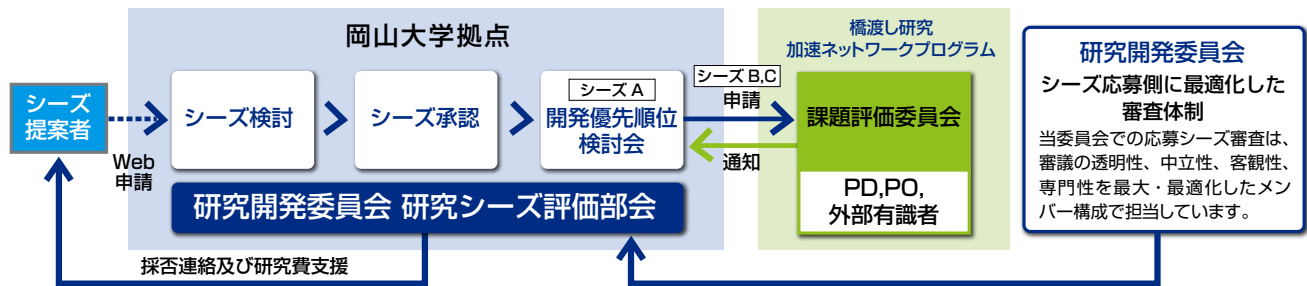 シーズ
提案者
Web
申請
岡山大学拠点
シーズ検討
シーズ承認
シーズ A
開発優先順位
検討会
研究開発委員会 研究シーズ評価部会
採否連絡及び研究費支援
シーズ B,C
申請
通知
橋渡し研究
加速ネットワークプログラム
課題評価委員会
PD,PO,
外部有識者
研究開発委員会
シーズ応募側に最適化した
審査体制
当委員会での応募シーズ審査は、
審議の透明性、中立性、客観性、
専門性を最大・最適化したメン
バー構成で担当しています。